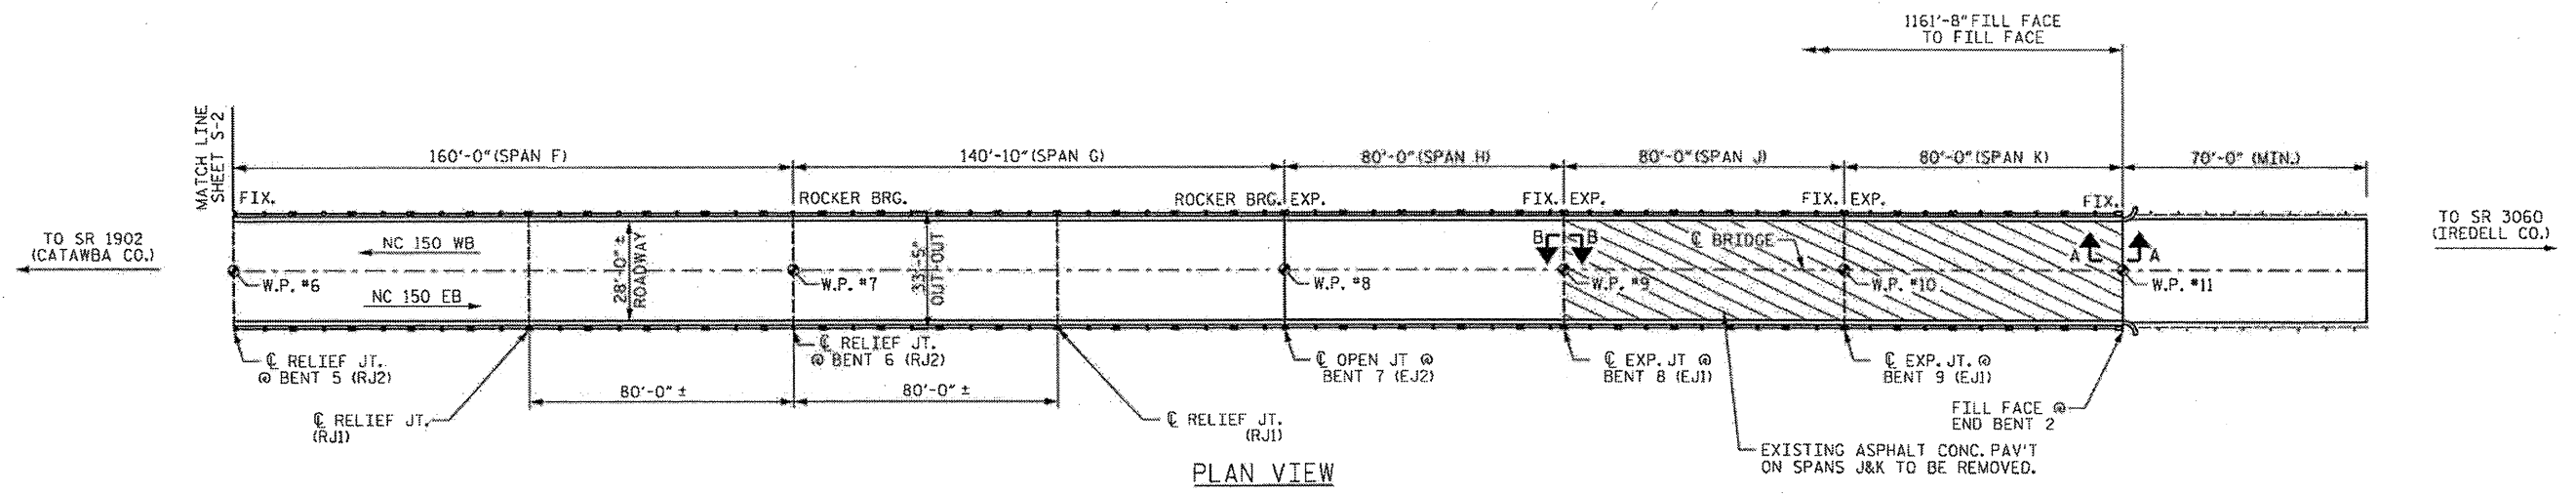 1161'-8" FILL FACE
TO FILL FACE
MATCH LINE
SHEET S-2
160'-0" (SPAN F)
140'-10" (SPAN G)
80'-0" (SPAN H)
80'-0" (SPAN J)
80'-0" (SPAN K)
70'-0" (MIN.)
FIX.
ROCKER BRG.
ROCKER BRG. EXP.
FIX. EXP.
FIX. EXP.
FIX.
TO SR 1902
(CATAWBA CO.)
NC 150 WB
28'-0" ±
ROADWAY
33'-5"
OUT-OUT
B B
℄ BRIDGE
A A
TO SR 3060
(IREDELL CO.)
W.P. #6
NC 150 EB
W.P. #7
W.P. #8
W.P. #9
W.P. #10
W.P. #11
℄ RELIEF JT.
@ BENT 5 (RJ2)
℄ RELIEF JT.
@ BENT 6 (RJ2)
℄ OPEN JT @
BENT 7 (EJ2)
℄ EXP. JT @
BENT 8 (EJ1)
℄ EXP. JT. @
BENT 9 (EJ1)
80'-0" ±
80'-0" ±
℄ RELIEF JT.
(RJ1)
℄ RELIEF JT.
(RJ1)
FILL FACE @
END BENT 2
EXISTING ASPHALT CONC. PAV'T
ON SPANS J&K TO BE REMOVED.
PLAN VIEW